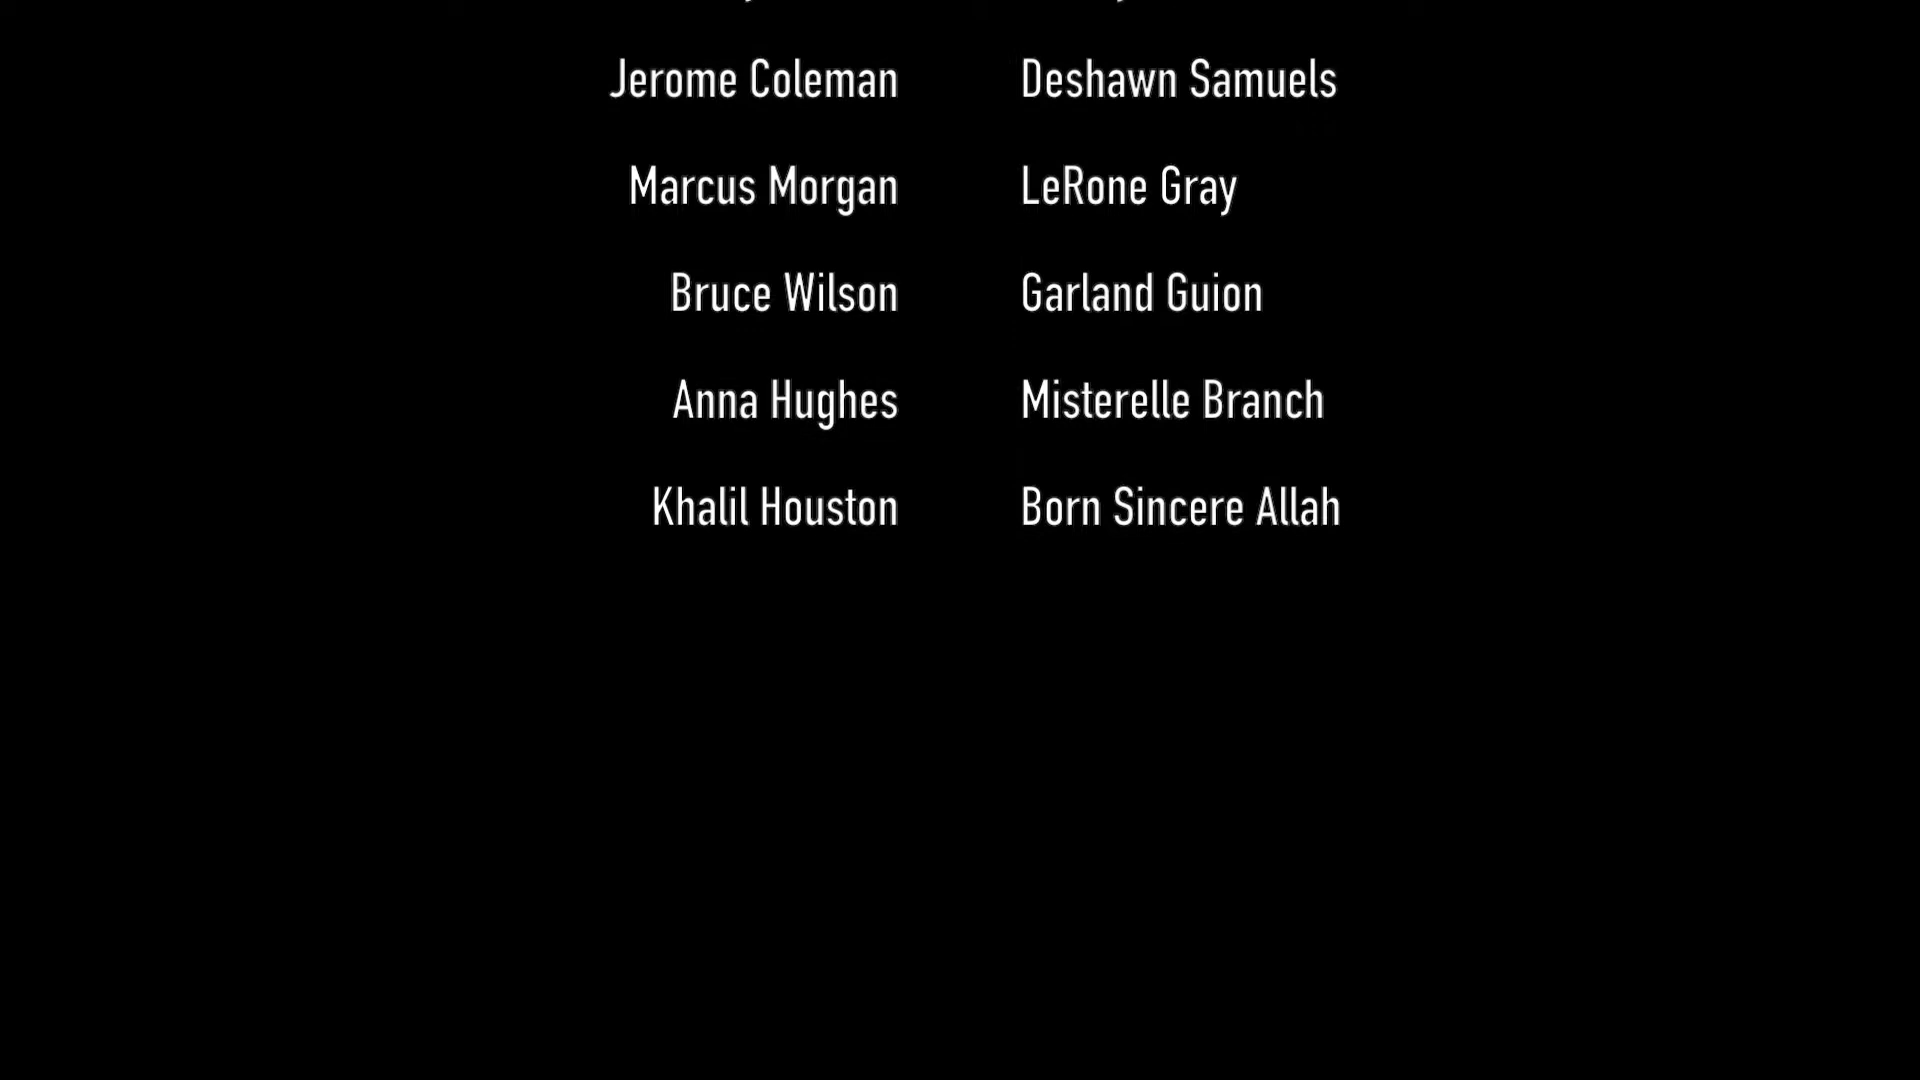 Jerome Coleman Deshawn Samuels
Marcus Morgan LeRone Gray
Bruce Wilson Garland Guion
Anna Hughes Misterelle Branch
Khalil Houston Born Sincere Allah